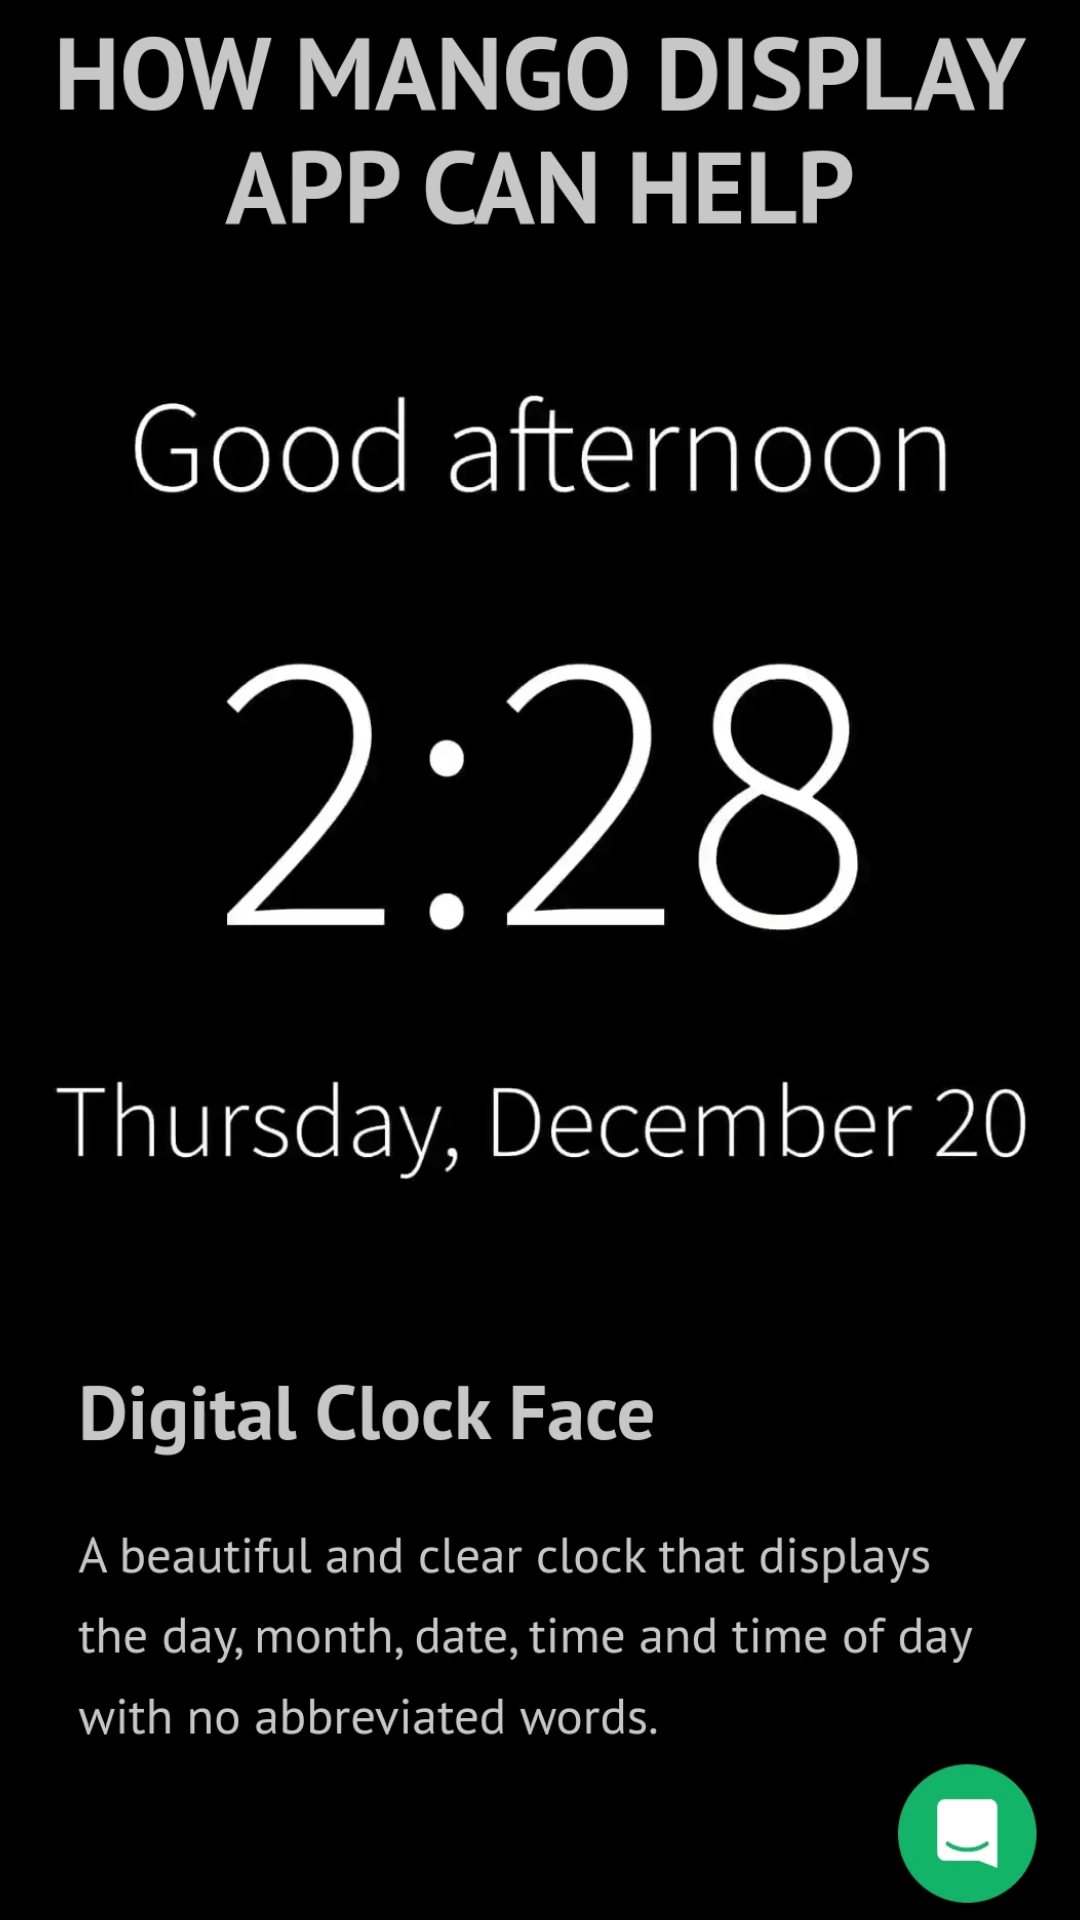 HOW MANGO DISPLAY
APP CAN HELP
Good afternoon
2:28
Thursday, December 20
Digital Clock Face
A beautiful and clear clock that displays
the day, month, date, time and time of day
with no abbreviated words.